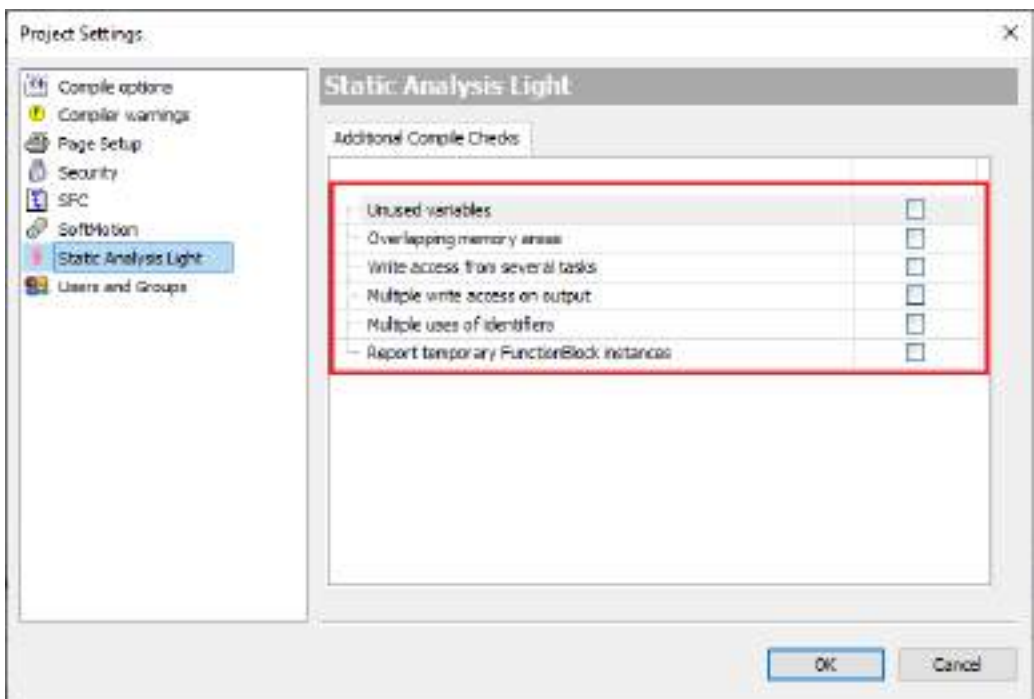 Project Settings
Compile options
Compiler warnings
Page Setup
Security
SFC
SoftMotion
Static Analysis Light
Users and Groups
Static Analysis Light
Additional Compile Checks
Unused variables
Overlapping memory areas
Write access from several tasks
Multiple write access on output
Multiple uses of identifiers
Report temporary FunctionBlock instances
OK
Cancel